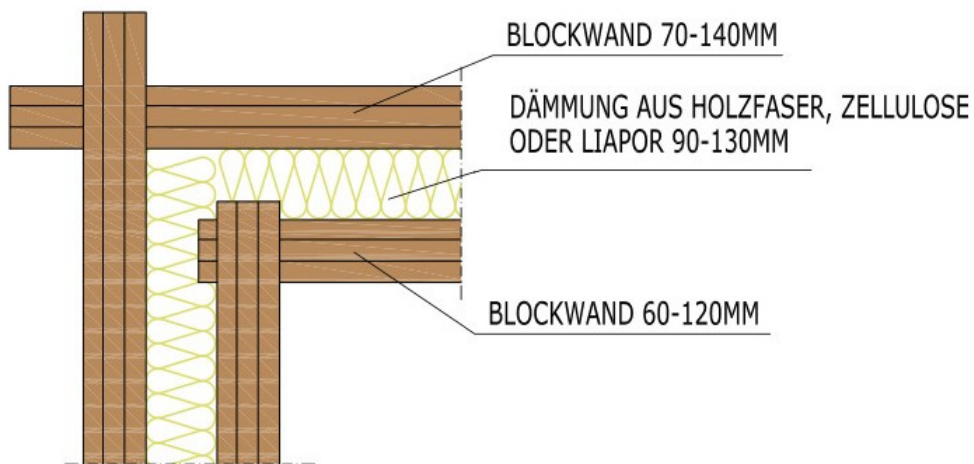 BLOCKWAND 70-140MM
DÄMMUNG AUS HOLZFASER, ZELLULOSE
ODER LIAPOR 90-130MM
BLOCKWAND 60-120MM